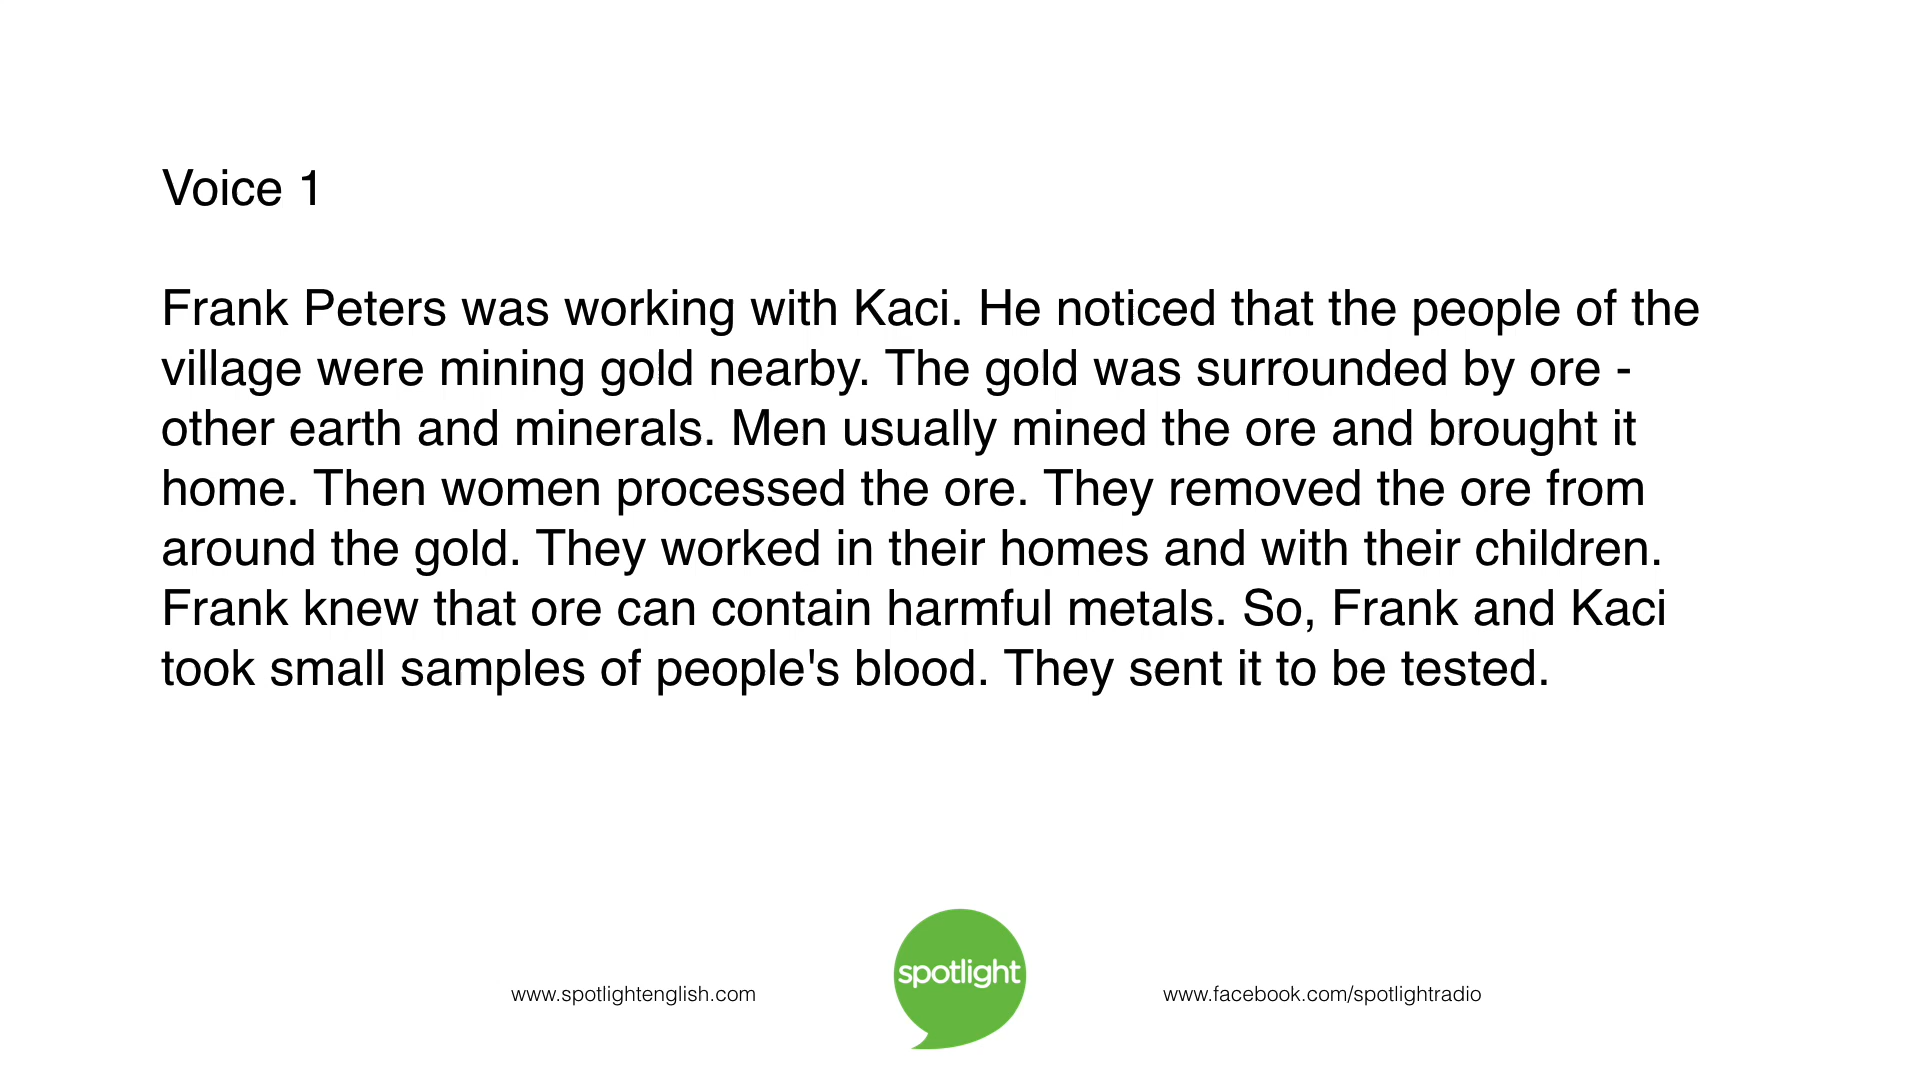 Voice 1
Frank Peters was working with Kaci. He noticed that the people of the
village were mining gold nearby. The gold was surrounded by ore -
other earth and minerals. Men usually mined the ore and brought it
home. Then women processed the ore. They removed the ore from
around the gold. They worked in their homes and with their children.
Frank knew that ore can contain harmful metals. So, Frank and Kaci
took small samples of people's blood. They sent it to be tested.
spotlight
www.spotlightenglish.com
www.facebook.com/spotlightradio